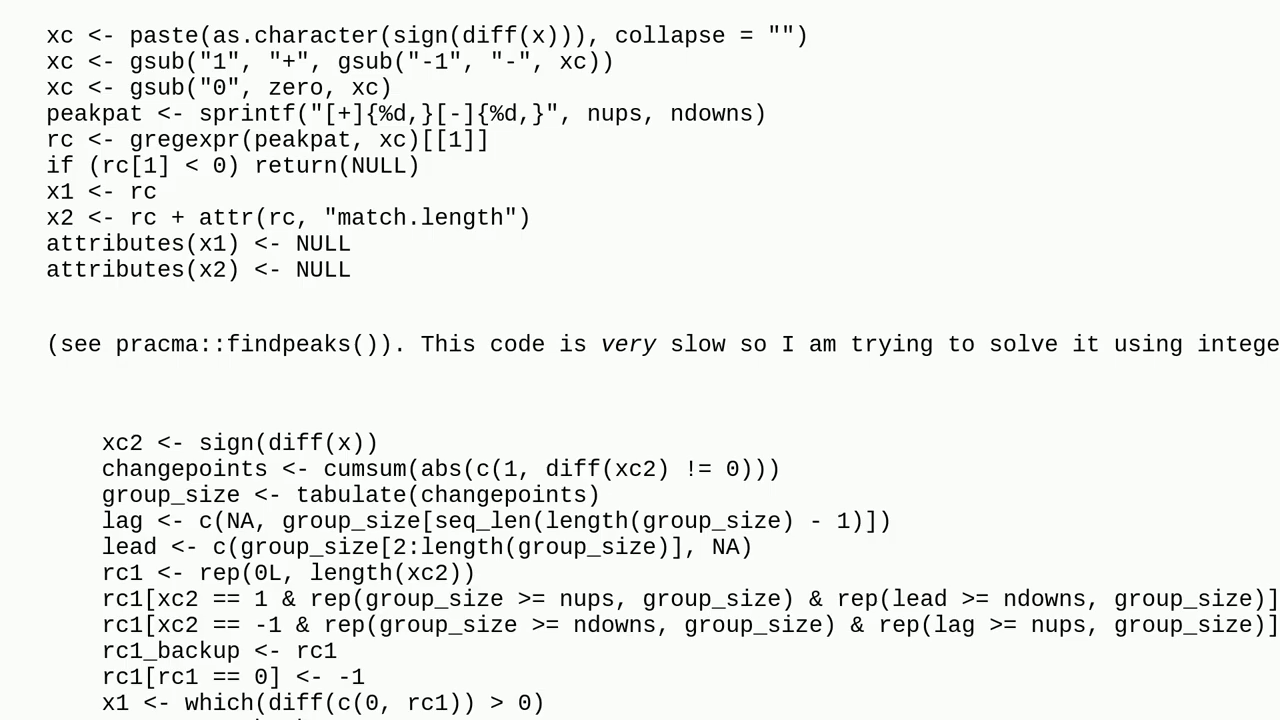 xc <- paste(as.character(sign(diff(x))), collapse = "")
xc <- gsub("1", "+", gsub("-1", "-", xc))
xc <- gsub("0", zero, xc)
peakpat <- sprintf("[+]{%d,}[-]{%d,}", nups, ndowns)
rc <- gregexpr(peakpat, xc)[[1]]
if (rc[1] < 0) return(NULL)
x1 <- rc
x2 <- rc + attr(rc, "match.length")
attributes(x1) <- NULL
attributes(x2) <- NULL
(see pracma::findpeaks()). This code is very slow so I am trying to solve it using intege
xc2 <- sign(diff(x))
changepoints <- cumsum(abs(c(1, diff(xc2) != 0)))
group_size <- tabulate(changepoints)
lag <- c(NA, group_size[seq_len(length(group_size) - 1)])
lead <- c(group_size[2:length(group_size)], NA)
rc1 <- rep(0L, length(xc2))
rc1[xc2 == 1 & rep(group_size >= nups, group_size) & rep(lead >= ndowns, group_size)]
rc1[xc2 == -1 & rep(group_size >= ndowns, group_size) & rep(lag >= nups, group_size)]
rc1_backup <- rc1
rc1[rc1 == 0] <- -1
x1 <- which(diff(c(0, rc1)) > 0)